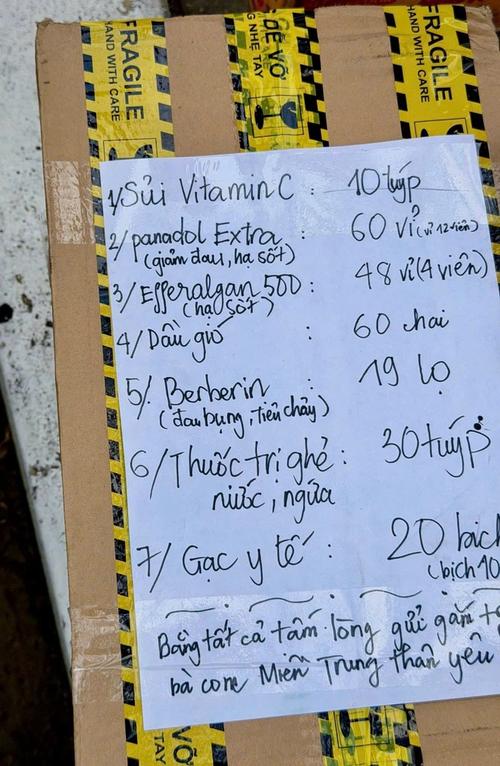 FRAGILE
HAND WITH CARE
DỄ VỠ
NHẸ TAY
FRAGILE
HAND WITH CARE
1/ Sủi Vitamin C : 10 tuýp
2/ panadol Extra : 60 vỉ (vỉ 12 viên)
(giảm đau, hạ sốt)
3/ Efferalgan 500 : 48 vỉ (4 viên)
(hạ sốt)
4/ Dầu gió : 60 chai
5/ Berberin : 19 lọ
(đau bụng, tiêu chảy)
6/ Thuốc trị ghẻ : 30 tuýp
nước, ngứa
7/ Gạc y tế : 20 bịch
(bịch 10
Bằng tất cả tấm lòng gửi gắm
bà con Miền Trung thân yêu
VỠ
TAY